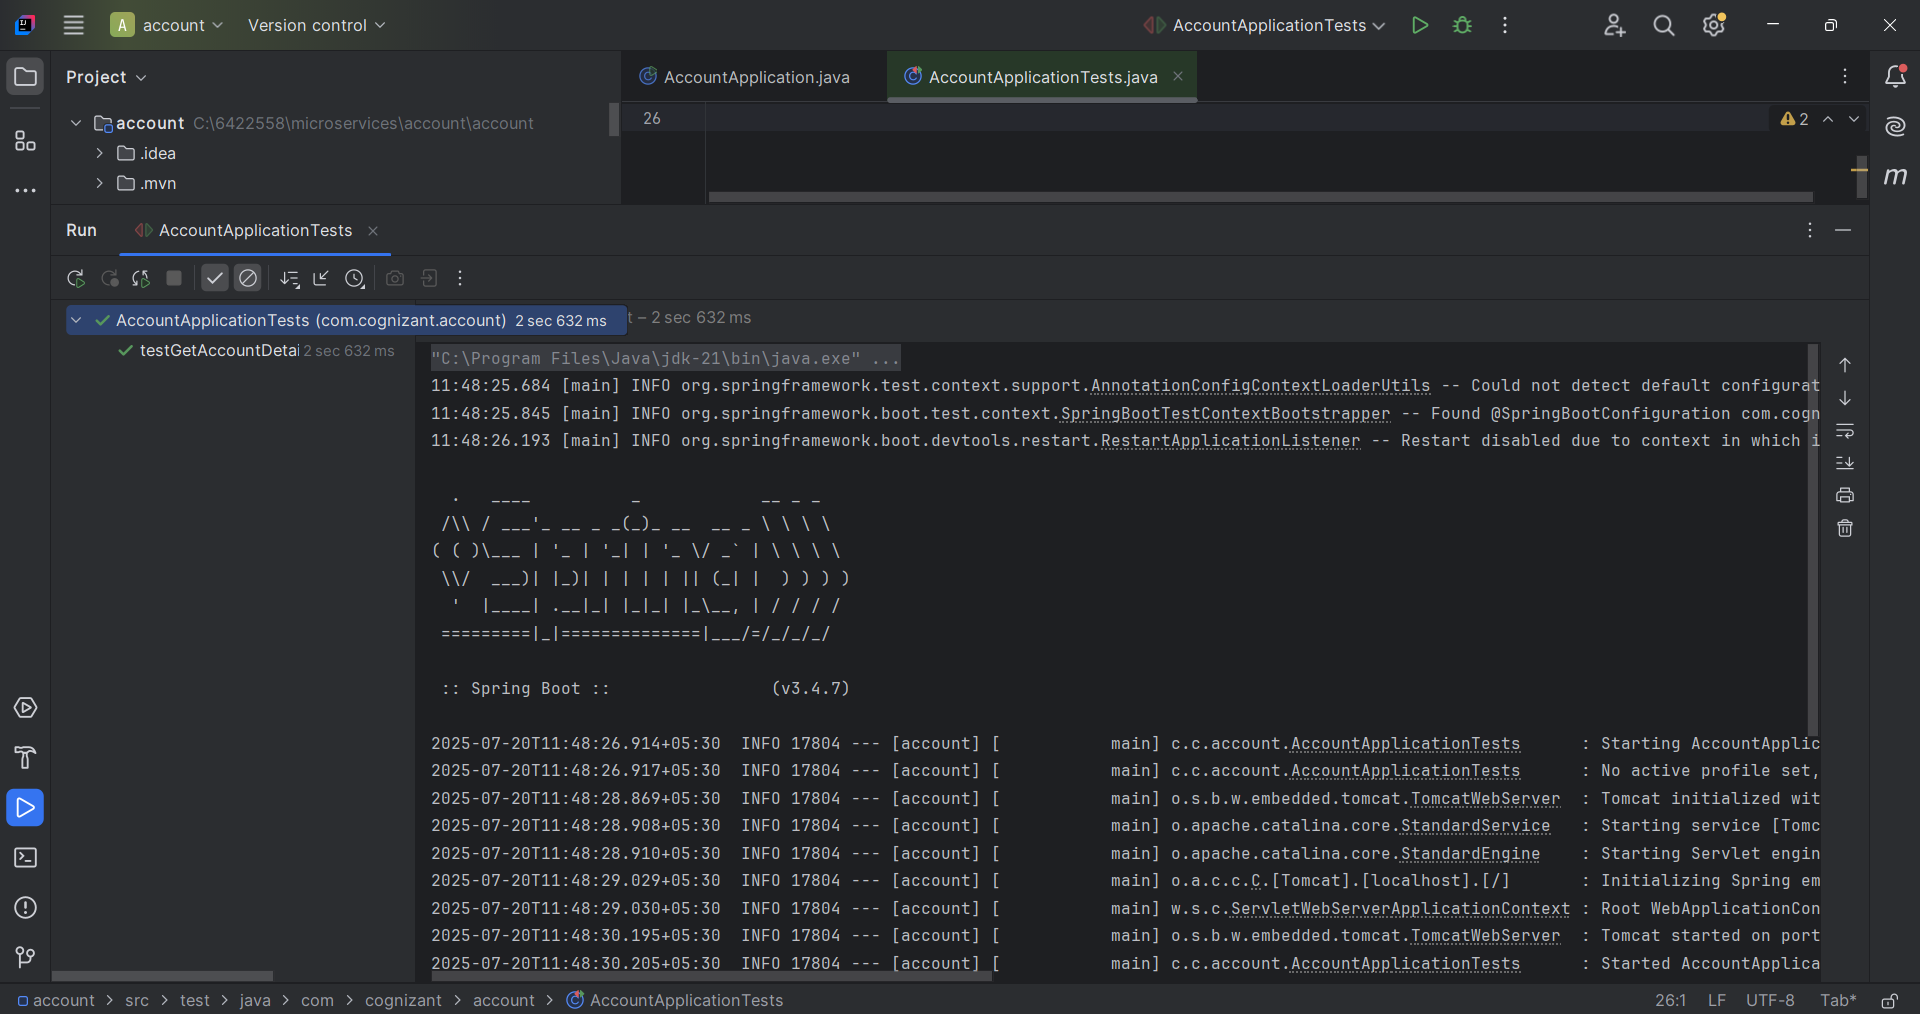 A account Version control AccountApplicationTests
Project
AccountApplication.java AccountApplicationTests.java
account C:\6422558\microservices\account\account
.idea
.mvn
26
2
m
Run AccountApplicationTests
AccountApplicationTests (com.cognizant.account) 2 sec 632 ms
t – 2 sec 632 ms
testGetAccountDetai 2 sec 632 ms
"C:\Program Files\Java\jdk-21\bin\java.exe" ...
11:48:25.684 [main] INFO org.springframework.test.context.support.AnnotationConfigContextLoaderUtils -- Could not detect default configurat
11:48:25.845 [main] INFO org.springframework.boot.test.context.SpringBootTestContextBootstrapper -- Found @SpringBootConfiguration com.cogn
11:48:26.193 [main] INFO org.springframework.boot.devtools.restart.RestartApplicationListener -- Restart disabled due to context in which i
  .   ____          _            __ _ _
 /\\ / ___'_ __ _ _(_)_ __  __ _ \ \ \ \
( ( )\___ | '_ | '_| | '_ \/ _` | \ \ \ \
 \\/  ___)| |_)| | | | | || (_| |  ) ) ) )
  '  |____| .__|_| |_|_| |_\__, | / / / /
 =========|_|==============|___/=/_/_/_/
 :: Spring Boot ::                (v3.4.7)
2025-07-20T11:48:26.914+05:30  INFO 17804 --- [account] [           main] c.c.account.AccountApplicationTests      : Starting AccountApplic
2025-07-20T11:48:26.917+05:30  INFO 17804 --- [account] [           main] c.c.account.AccountApplicationTests      : No active profile set,
2025-07-20T11:48:28.869+05:30  INFO 17804 --- [account] [           main] o.s.b.w.embedded.tomcat.TomcatWebServer  : Tomcat initialized wit
2025-07-20T11:48:28.908+05:30  INFO 17804 --- [account] [           main] o.apache.catalina.core.StandardService   : Starting service [Tomc
2025-07-20T11:48:28.910+05:30  INFO 17804 --- [account] [           main] o.apache.catalina.core.StandardEngine    : Starting Servlet engin
2025-07-20T11:48:29.029+05:30  INFO 17804 --- [account] [           main] o.a.c.c.C.[Tomcat].[localhost].[/]       : Initializing Spring em
2025-07-20T11:48:29.030+05:30  INFO 17804 --- [account] [           main] w.s.c.ServletWebServerApplicationContext : Root WebApplicationCon
2025-07-20T11:48:30.195+05:30  INFO 17804 --- [account] [           main] o.s.b.w.embedded.tomcat.TomcatWebServer  : Tomcat started on port
2025-07-20T11:48:30.205+05:30  INFO 17804 --- [account] [           main] c.c.account.AccountApplicationTests      : Started AccountApplica
account > src > test > java > com > cognizant > account > AccountApplicationTests 26:1 LF UTF-8 Tab*